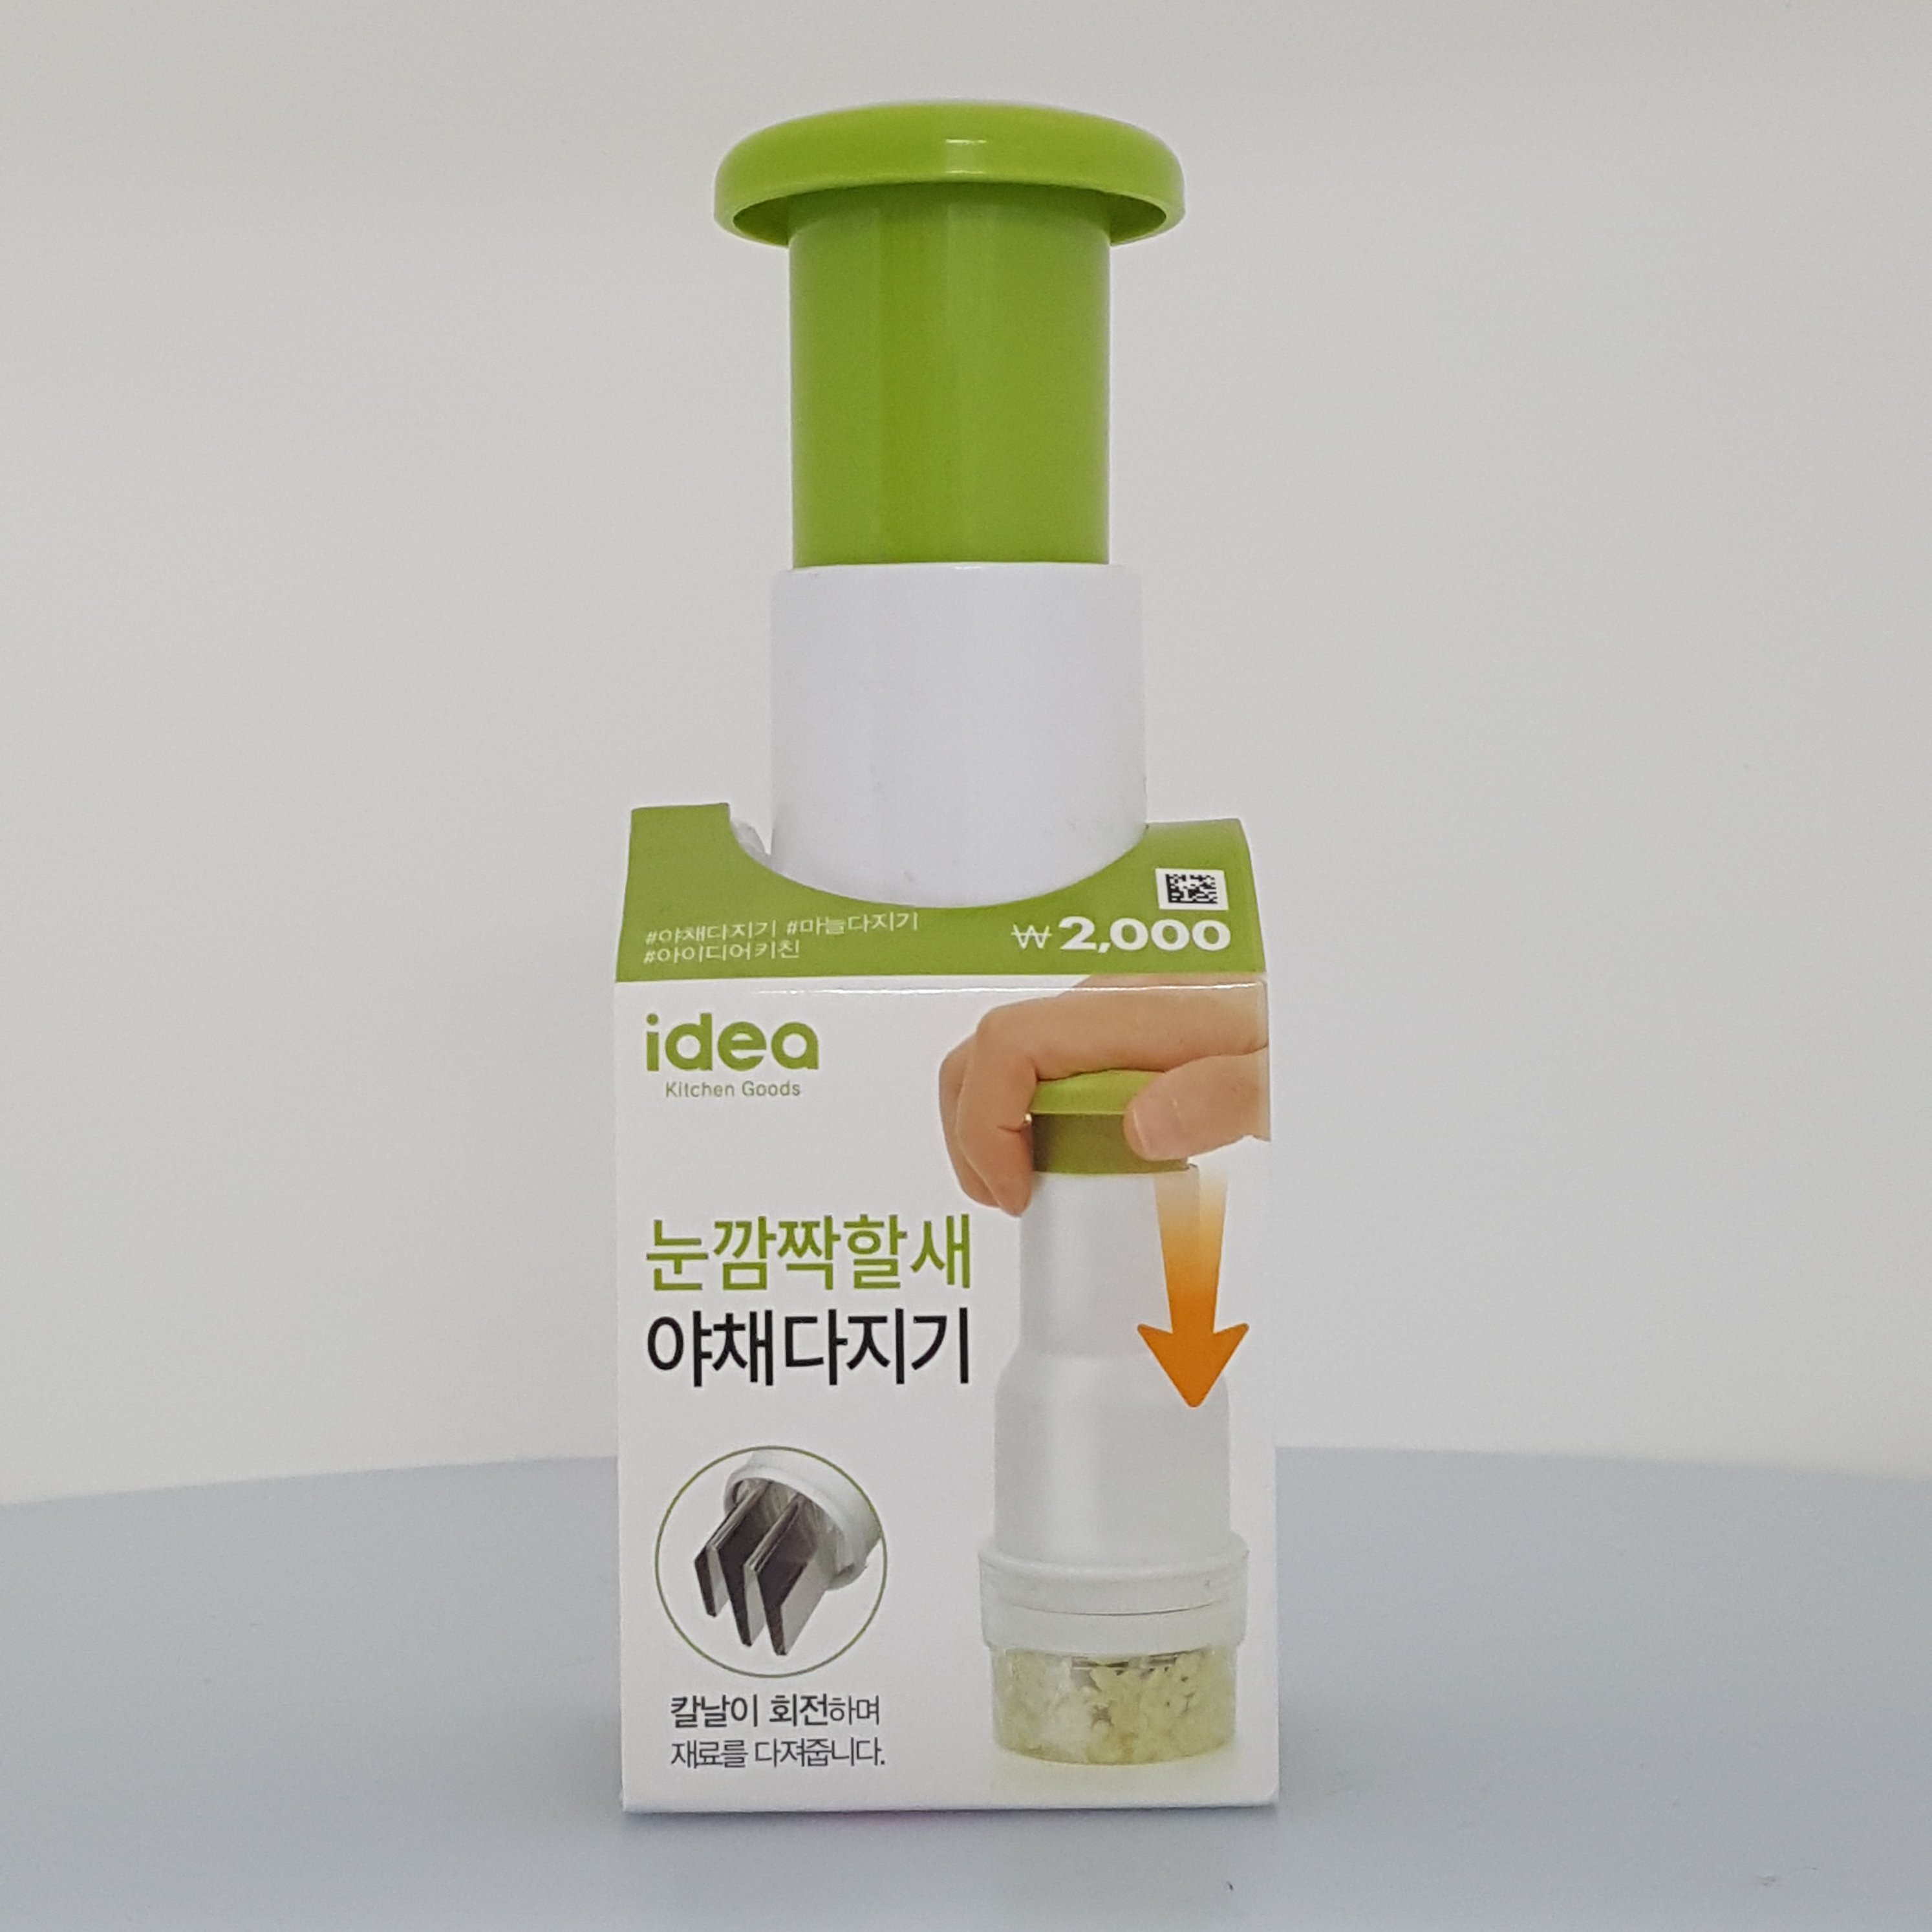 #야채다지기 #마늘다지기
#아이디어키친
₩2,000
idea
Kitchen Goods
눈깜짝할새
야채다지기
칼날이 회전하며
재료를 다져줍니다.